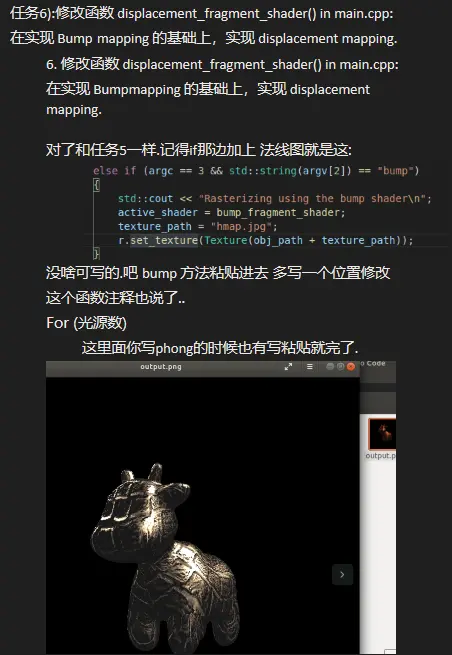 任务6):修改函数 displacement_fragment_shader() in main.cpp:
在实现 Bump mapping 的基础上，实现 displacement mapping.
6. 修改函数 displacement_fragment_shader() in main.cpp:
在实现 Bumpmapping 的基础上，实现 displacement
mapping.
对了和任务5一样.记得if那边加上 法线图就是这:
else if (argc == 3 && std::string(argv[2]) == "bump")
{
std::cout << "Rasterizing using the bump shader\n";
active_shader = bump_fragment_shader;
texture_path = "hmap.jpg";
r.set_texture(Texture(obj_path + texture_path));
}
没啥可写的.吧 bump 方法粘贴进去 多写一个位置修改
这个函数注释也说了..
For (光源数)
这里面你写phong的时候也有写粘贴就完了.
output.png
o Code
output.p